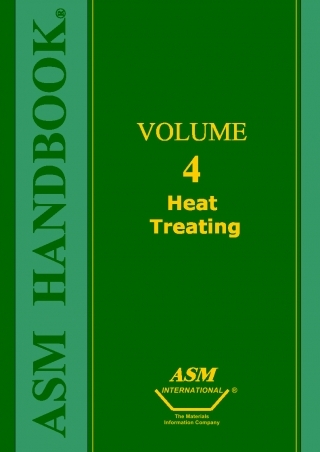 ASM HANDBOOK®
VOLUME
4
Heat
Treating
ASM
INTERNATIONAL ®
The Materials
Information Company